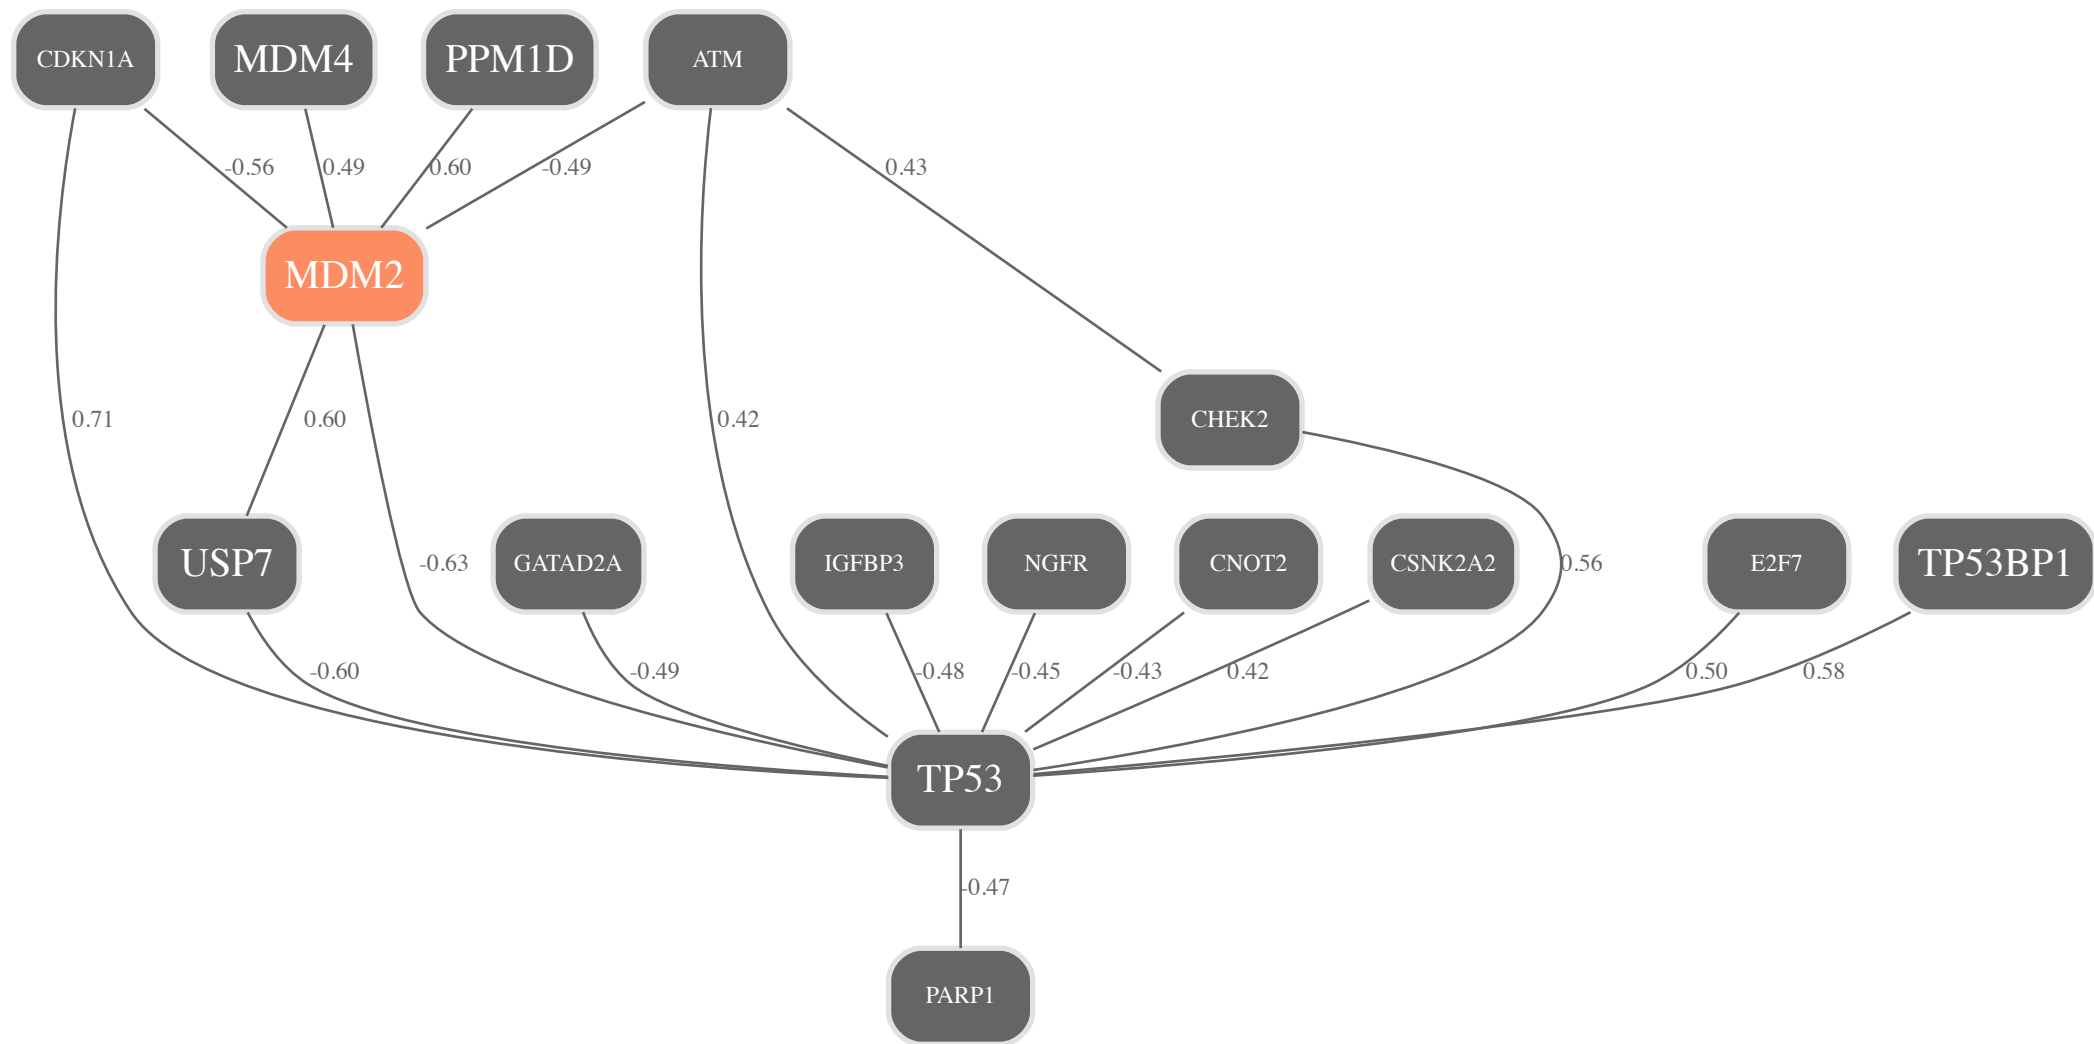 CDKN1A
MDM4
PPM1D
ATM
-0.56
0.49
0.60
-0.49
0.43
MDM2
0.71
0.60
0.42
CHEK2
USP7
-0.63
GATAD2A
IGFBP3
NGFR
CNOT2
CSNK2A2
0.56
E2F7
TP53BP1
-0.60
-0.49
-0.48
-0.45
-0.43
0.42
0.50
0.58
TP53
-0.47
PARP1